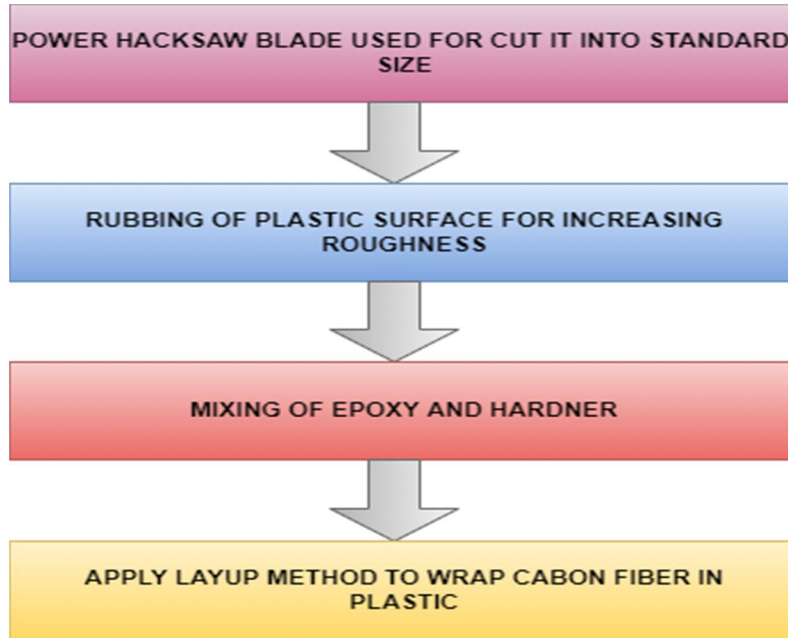 POWER HACKSAW BLADE USED FOR CUT IT INTO STANDARD
SIZE
RUBBING OF PLASTIC SURFACE FOR INCREASING
ROUGHNESS
MIXING OF EPOXY AND HARDNER
APPLY LAYUP METHOD TO WRAP CABON FIBER IN
PLASTIC